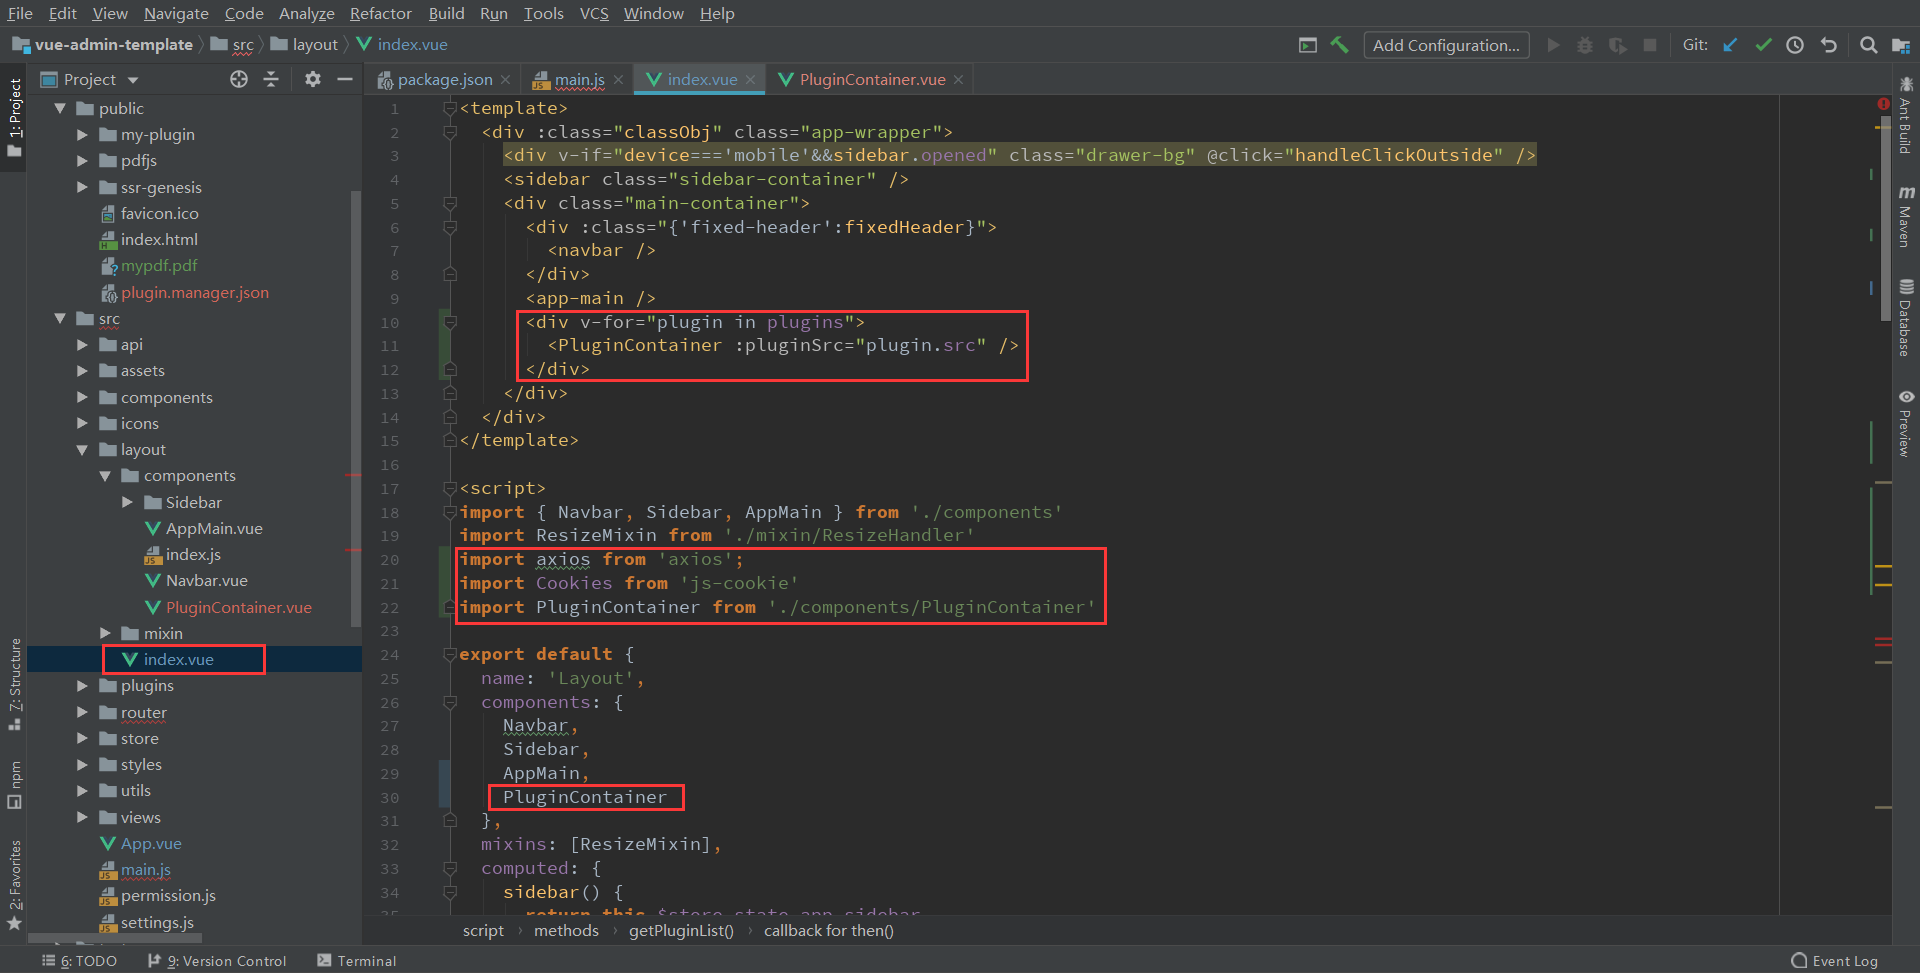 File Edit View Navigate Code Analyze Refactor Build Run Tools VCS Window Help
vue-admin-template src layout index.vue
Add Configuration... Git:
1: Project
7: Structure
npm
2: Favorites
Project
public
my-plugin
pdfjs
ssr-genesis
favicon.ico
index.html
mypdf.pdf
plugin.manager.json
src
api
assets
components
icons
layout
components
Sidebar
AppMain.vue
index.js
Navbar.vue
PluginContainer.vue
mixin
index.vue
plugins
router
store
styles
utils
views
App.vue
main.js
permission.js
settings.js
package.json main.js index.vue PluginContainer.vue
1 <template>
2 <div :class="classObj" class="app-wrapper">
3 <div v-if="device==='mobile'&&sidebar.opened" class="drawer-bg" @click="handleClickOutside" />
4 <sidebar class="sidebar-container" />
5 <div class="main-container">
6 <div :class="{'fixed-header':fixedHeader}">
7 <navbar />
8 </div>
9 <app-main />
10 <div v-for="plugin in plugins">
11 <PluginContainer :pluginSrc="plugin.src" />
12 </div>
13 </div>
14 </div>
15 </template>
16
17 <script>
18 import { Navbar, Sidebar, AppMain } from './components'
19 import ResizeMixin from './mixin/ResizeHandler'
20 import axios from 'axios';
21 import Cookies from 'js-cookie'
22 import PluginContainer from './components/PluginContainer'
23
24 export default {
25 name: 'Layout',
26 components: {
27 Navbar,
28 Sidebar,
29 AppMain,
30 PluginContainer
31 },
32 mixins: [ResizeMixin],
33 computed: {
34 sidebar() {
35 return this.$store.state.app.sidebar
script › methods › getPluginList() › callback for then()
Ant Build
Maven
Database
Preview
6: TODO 9: Version Control Terminal Event Log